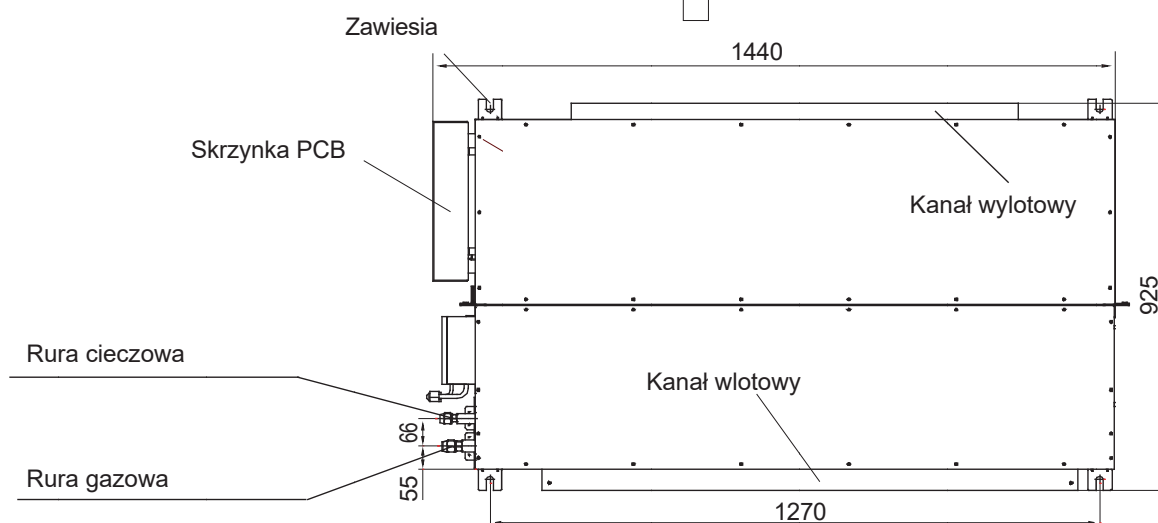 Zawiesia
1440
Skrzynka PCB
Kanał wylotowy
925
Rura cieczowa
Kanał wlotowy
66
Rura gazowa
55
1270